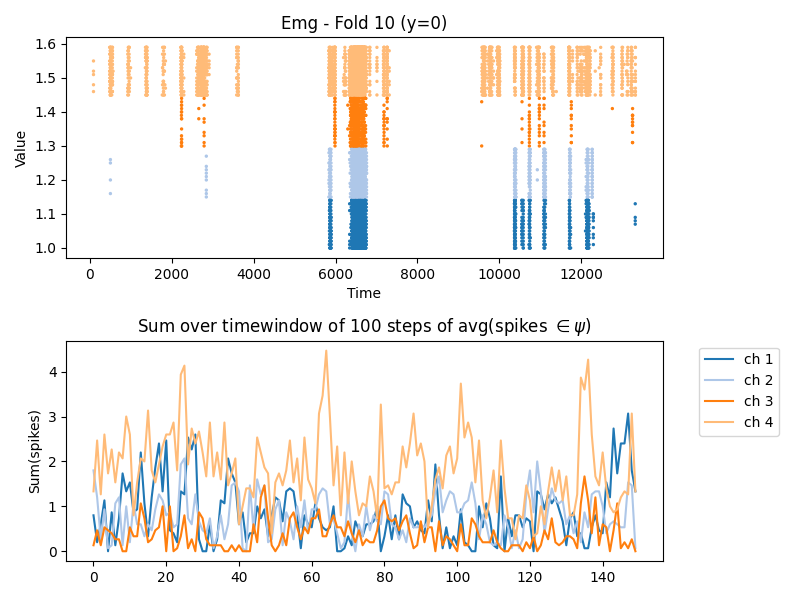 Emg - Fold 10 (y=0)
1.6
1.5
1.4
1.3
1.2
1.1
1.0
Value
0 2000 4000 6000 8000 10000 12000
Time
Sum over timewindow of 100 steps of avg(spikes ∈ ψ)
4
3
2
1
0
Sum(spikes)
0 20 40 60 80 100 120 140
ch 1
ch 2
ch 3
ch 4